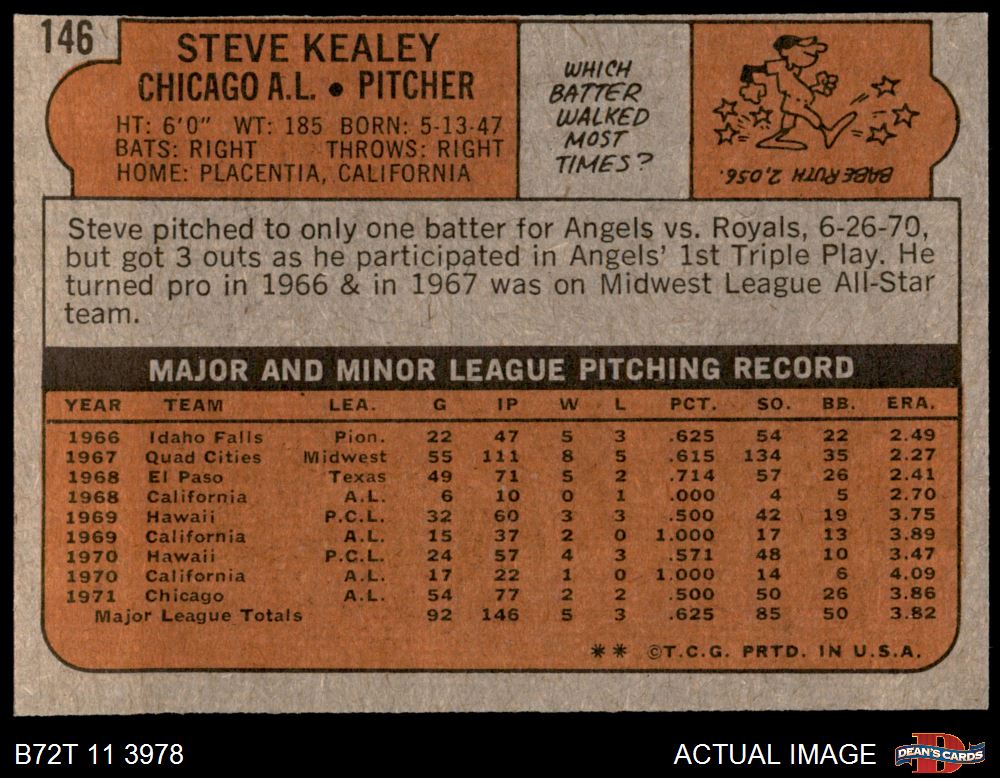 146
STEVE KEALEY
CHICAGO A.L. • PITCHER
HT: 6'0" WT: 185 BORN: 5-13-47
BATS: RIGHT THROWS: RIGHT
HOME: PLACENTIA, CALIFORNIA
WHICH
BATTER
WALKED
MOST
TIMES?
BABE RUTH 2,056.
Steve pitched to only one batter for Angels vs. Royals, 6-26-70,
but got 3 outs as he participated in Angels' 1st Triple Play. He
turned pro in 1966 & in 1967 was on Midwest League All-Star
team.
MAJOR AND MINOR LEAGUE PITCHING RECORD
YEAR TEAM LEA. G IP W L PCT. SO. BB. ERA.
1966 Idaho Falls Pion. 22 47 5 3 .625 54 22 2.49
1967 Quad Cities Midwest 55 111 8 5 .615 134 35 2.27
1968 El Paso Texas 49 71 5 2 .714 57 26 2.41
1968 California A.L. 6 10 0 1 .000 4 5 2.70
1969 Hawaii P.C.L. 32 60 3 3 .500 42 19 3.75
1969 California A.L. 15 37 2 0 1.000 17 13 3.89
1970 Hawaii P.C.L. 24 57 4 3 .571 48 10 3.47
1970 California A.L. 17 22 1 0 1.000 14 6 4.09
1971 Chicago A.L. 54 77 2 2 .500 50 26 3.86
Major League Totals 92 146 5 3 .625 85 50 3.82
** ©T.C.G. PRTD. IN U.S.A.
B72T 11 3978
ACTUAL IMAGE
DEAN'S CARDS